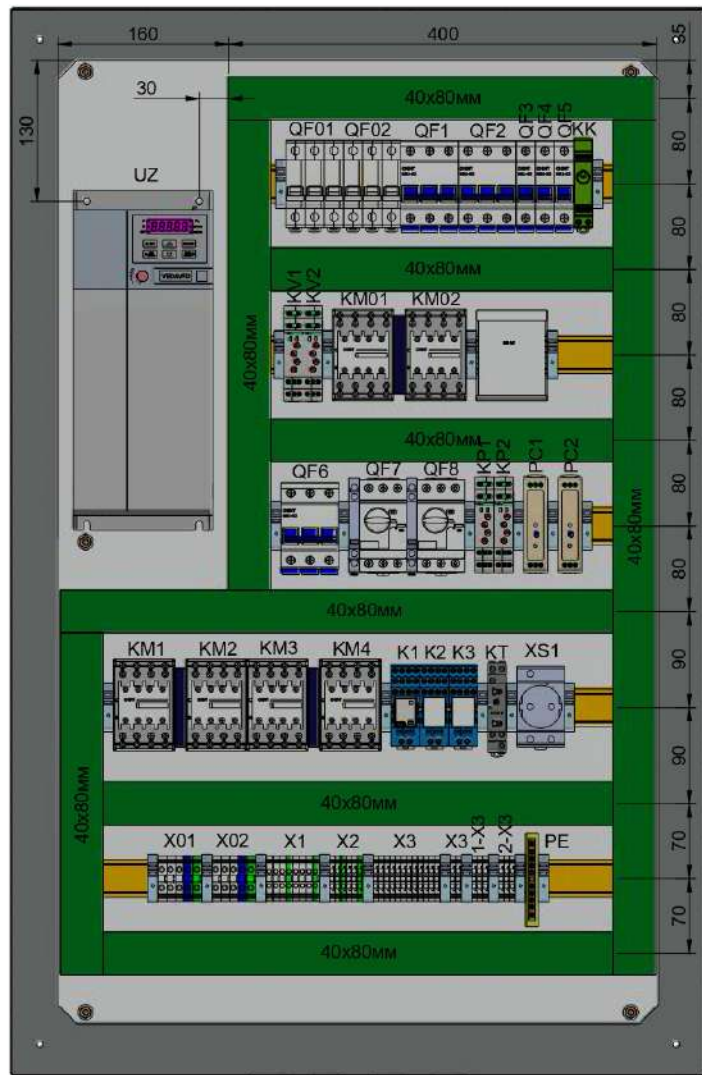 160
400
55
40x80мм
30
QF01
QF02
QF1
QF2
QF3
QF4
QF5
KK
130
80
UZ
80
40x80мм
KV1
KV2
KM01
KM02
80
40x80мм
80
40x80мм
QF6
QF7
QF8
KP1
KP2
PC1
PC2
80
40x80мм
80
40x80мм
KM1
KM2
KM3
KM4
K1
K2
K3
KT
XS1
90
90
40x80мм
40x80мм
X01
X02
X1
X2
X3
X3
1-X3
2-X3
PE
70
70
40x80мм